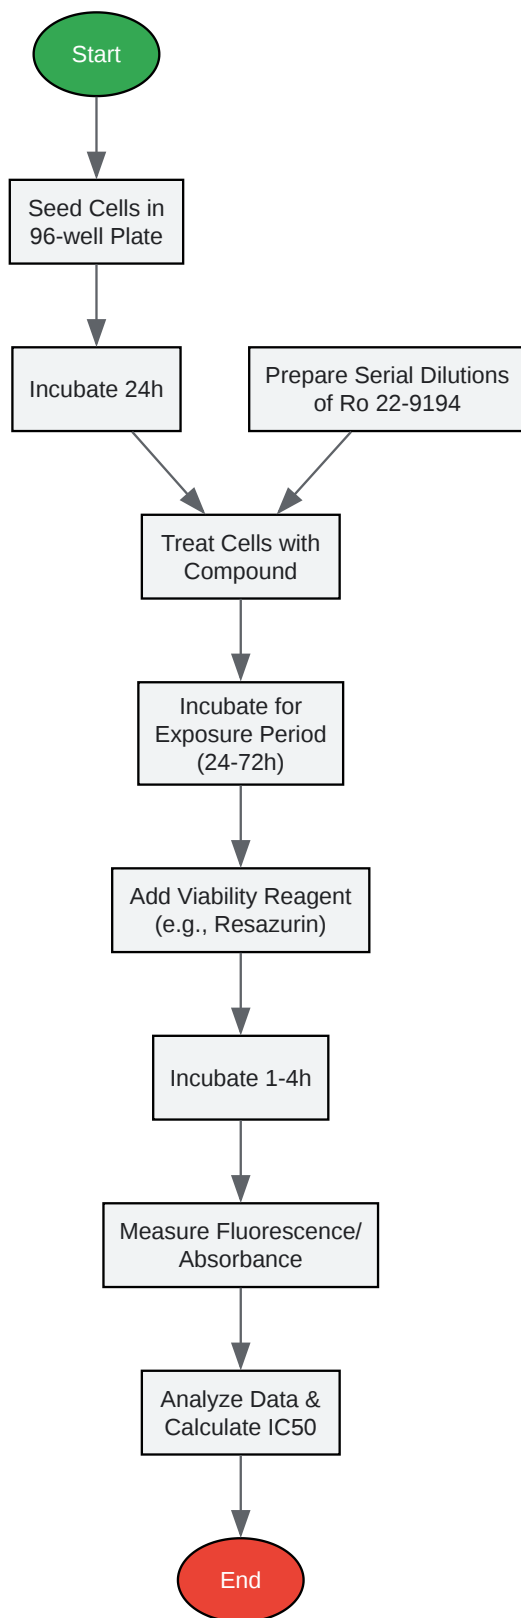 Start
Seed Cells in
96-well Plate
Incubate 24h
Prepare Serial Dilutions
of Ro 22-9194
Treat Cells with
Compound
Incubate for
Exposure Period
(24-72h)
Add Viability Reagent
(e.g., Resazurin)
Incubate 1-4h
Measure Fluorescence/
Absorbance
Analyze Data &
Calculate IC50
End